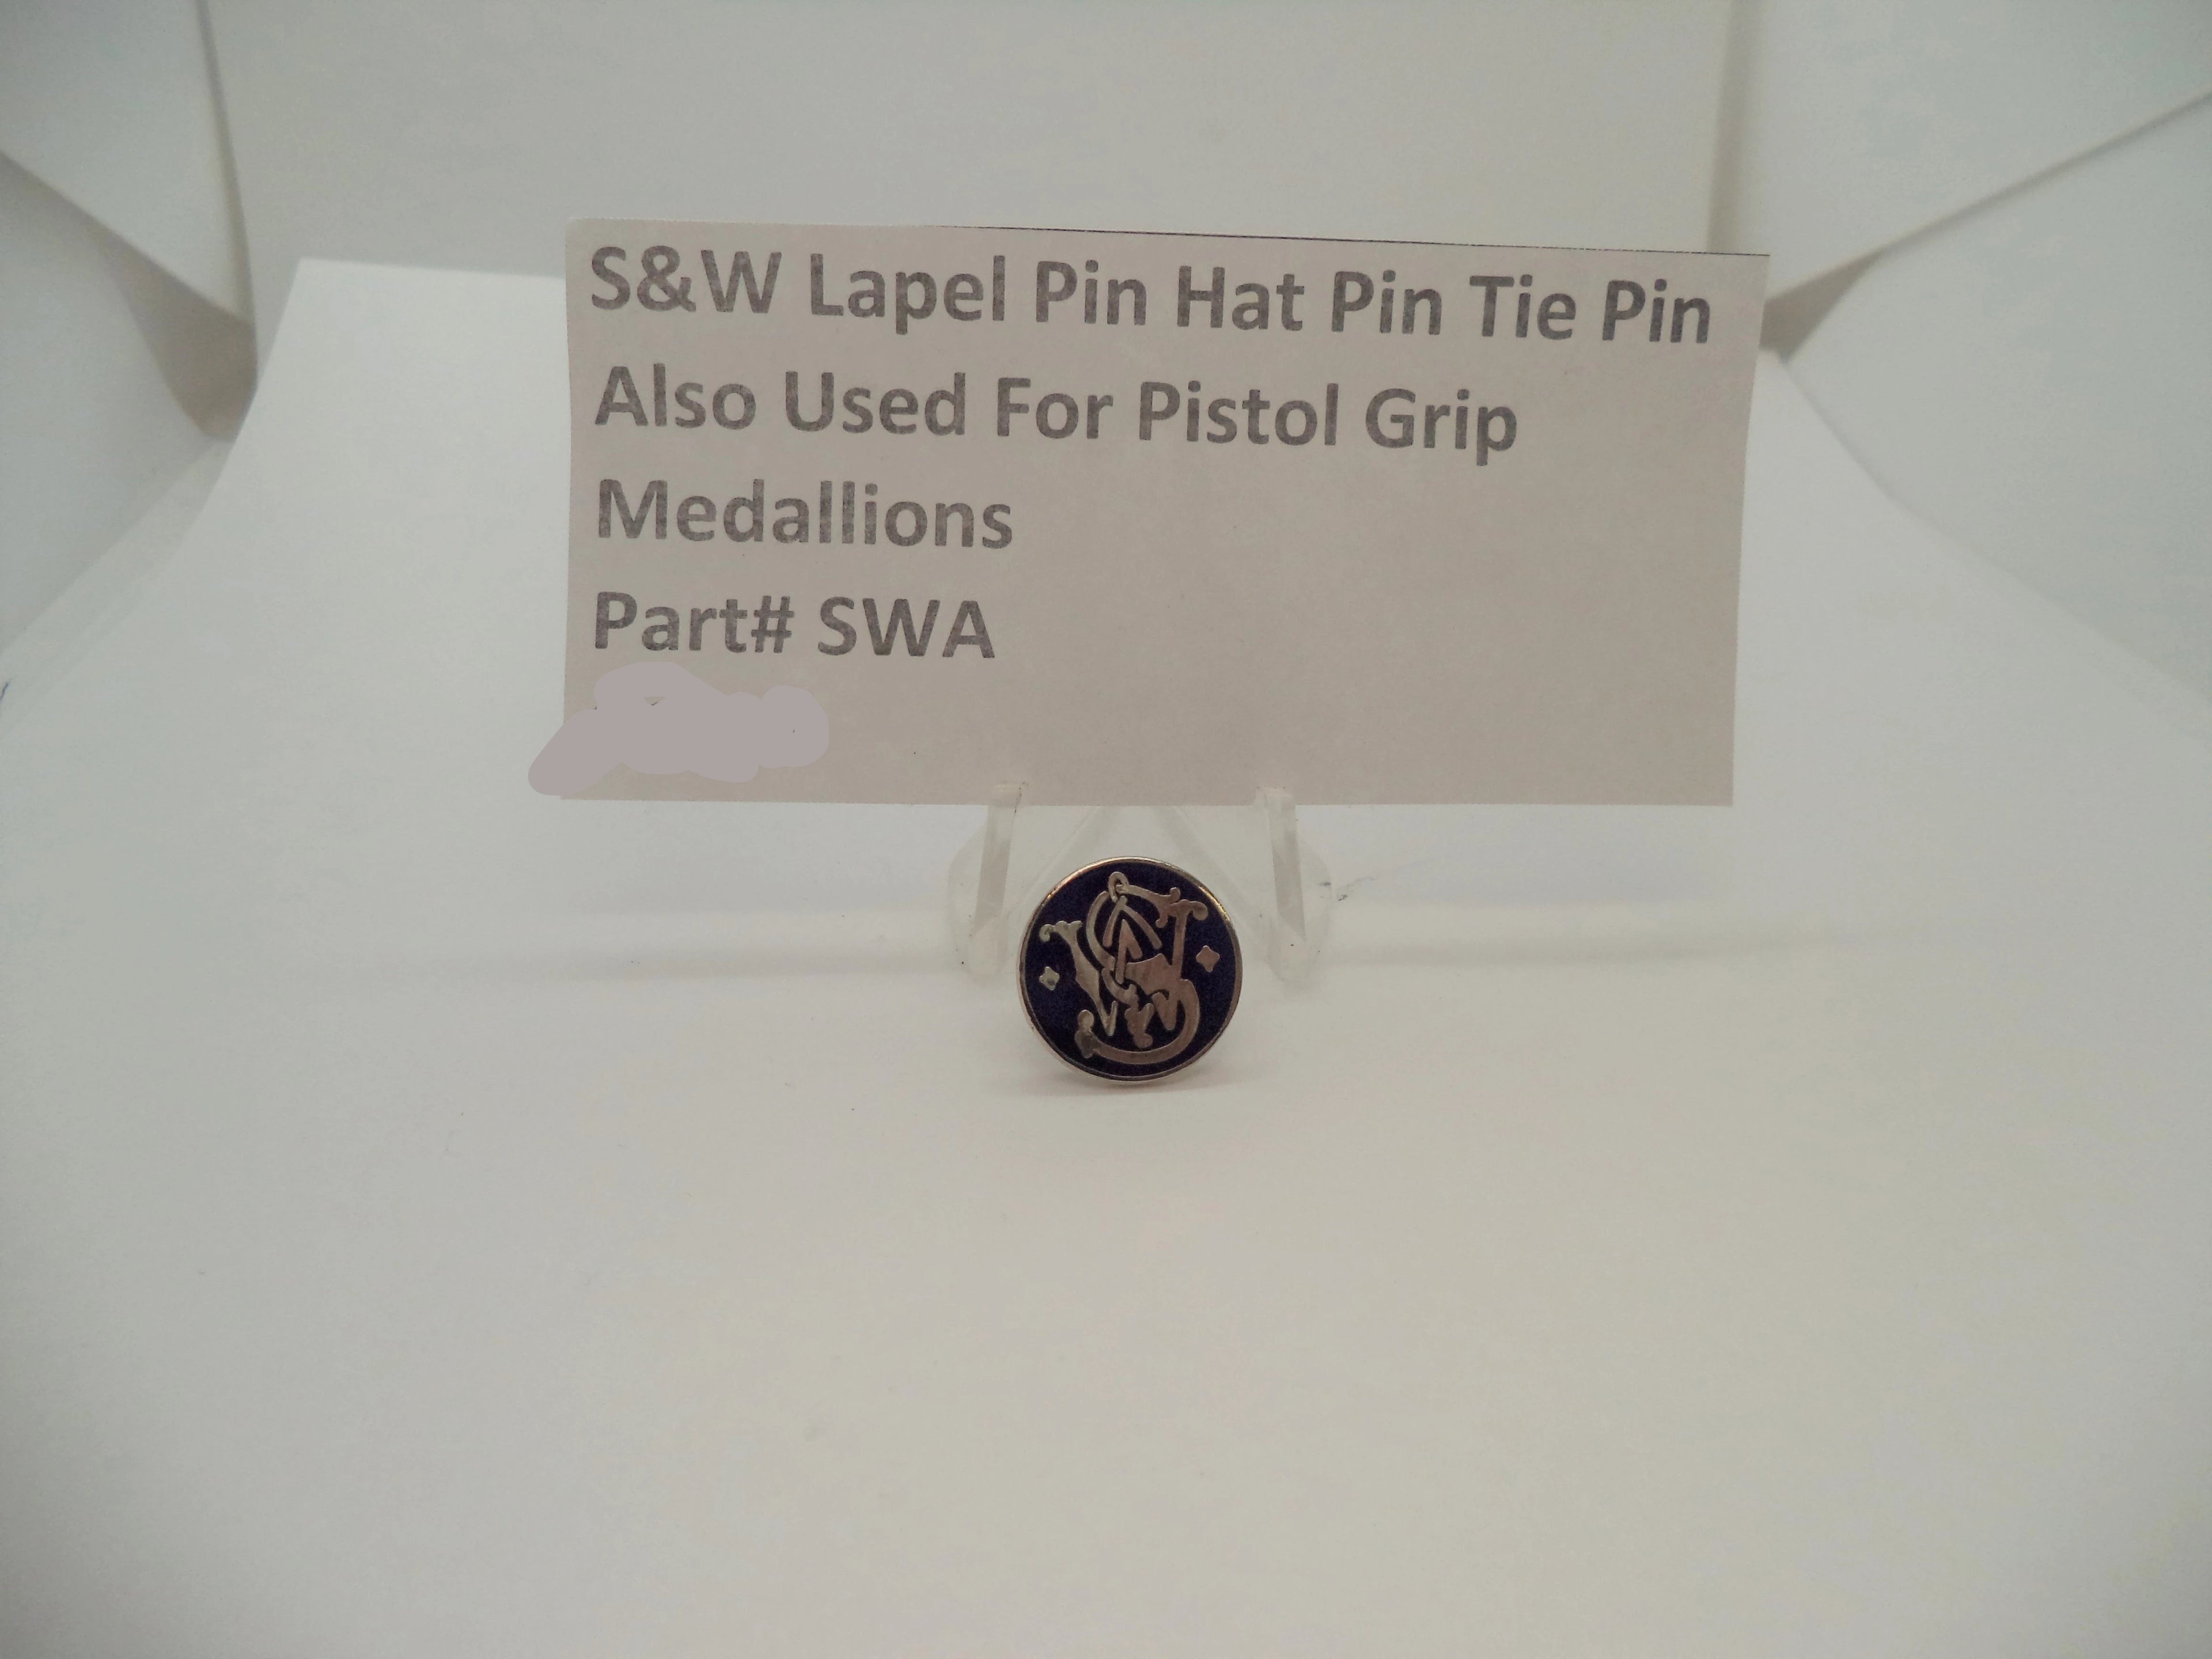 S&W Lapel Pin Hat Pin Tie Pin
Also Used For Pistol Grip
Medallions
Part# SWA